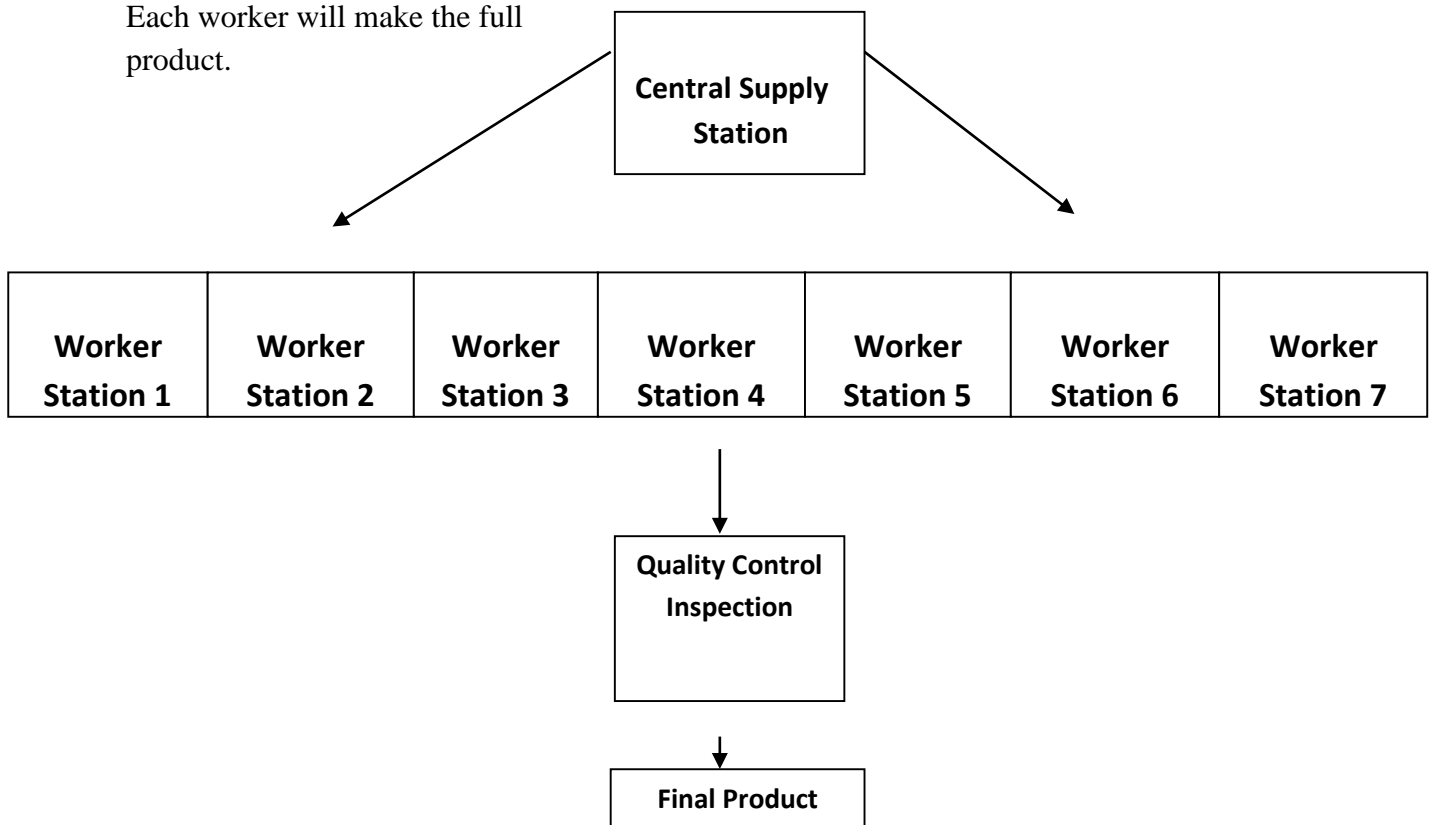 Each worker will make the full
product.
Central Supply
Station
Worker
Station 1
Worker
Station 2
Worker
Station 3
Worker
Station 4
Worker
Station 5
Worker
Station 6
Worker
Station 7
Quality Control
Inspection
Final Product